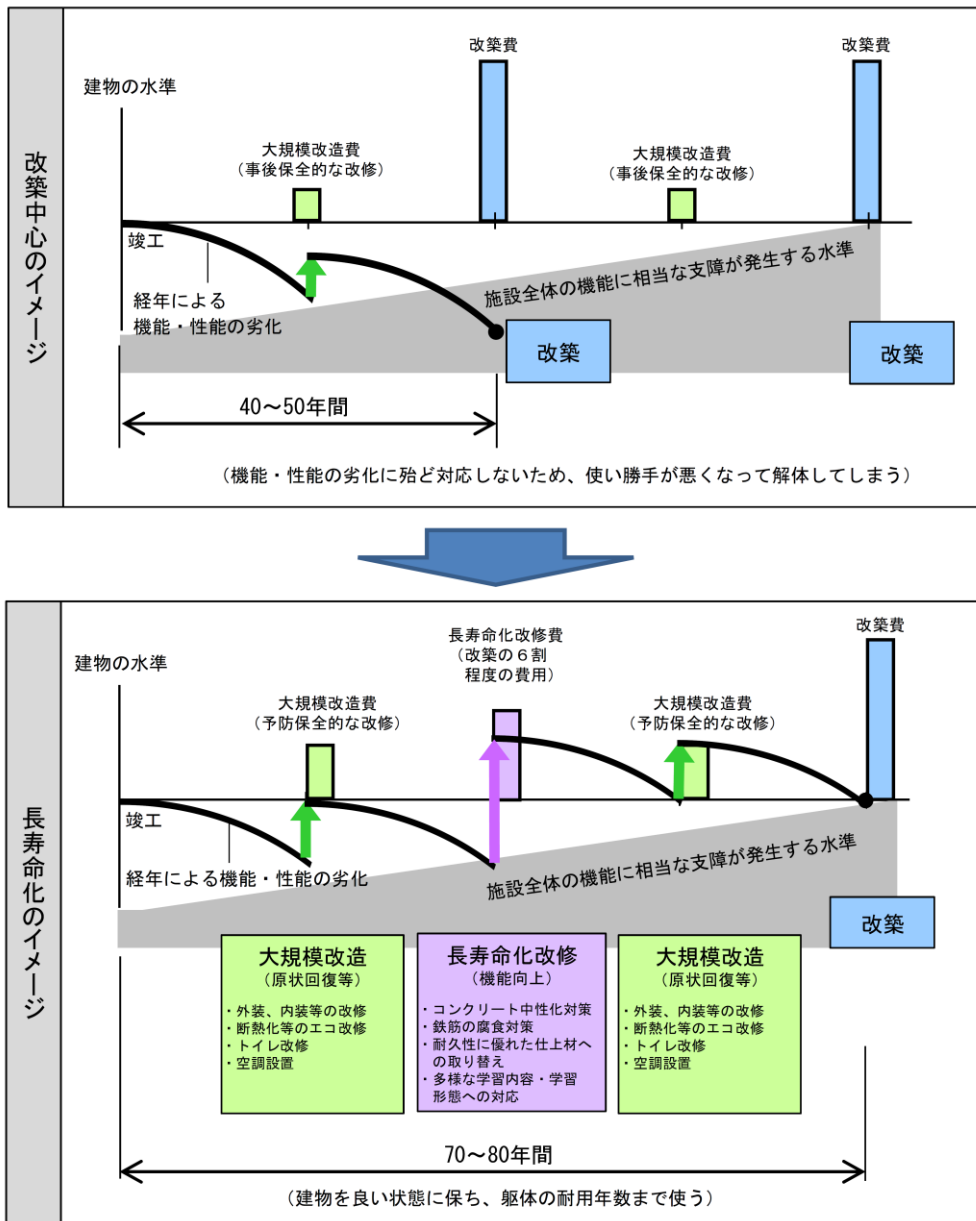 改築中心のイメージ
改築費
改築費
建物の水準
大規模改造費
（事後保全的な改修）
大規模改造費
（事後保全的な改修）
竣工
経年による
機能・性能の劣化
施設全体の機能に相当な支障が発生する水準
改築
改築
40～50年間
（機能・性能の劣化に殆ど対応しないため、使い勝手が悪くなって解体してしまう）
長寿命化のイメージ
建物の水準
長寿命化改修費
（改築の６割
程度の費用）
改築費
大規模改造費
（予防保全的な改修）
大規模改造費
（予防保全的な改修）
竣工
経年による機能・性能の劣化
施設全体の機能に相当な支障が発生する水準
改築
大規模改造
（原状回復等）
・外装、内装等の改修
・断熱化等のエコ改修
・トイレ改修
・空調設置
長寿命化改修
（機能向上）
・コンクリート中性化対策
・鉄筋の腐食対策
・耐久性に優れた仕上材へ
の取り替え
・多様な学習内容・学習
形態への対応
大規模改造
（原状回復等）
・外装、内装等の改修
・断熱化等のエコ改修
・トイレ改修
・空調設置
70～80年間
（建物を良い状態に保ち、躯体の耐用年数まで使う）